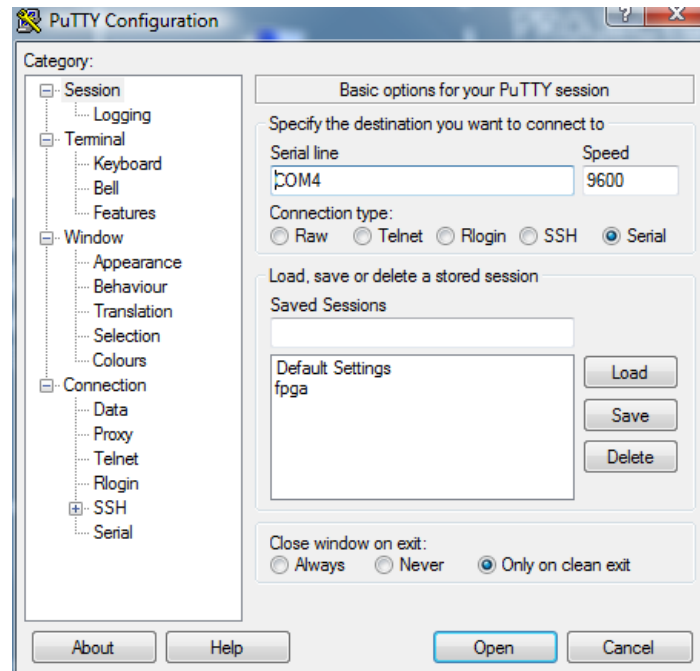 PuTTY Configuration
?
X
Category:
Session
Logging
Terminal
Keyboard
Bell
Features
Window
Appearance
Behaviour
Translation
Selection
Colours
Connection
Data
Proxy
Telnet
Rlogin
SSH
Serial
Basic options for your PuTTY session
Specify the destination you want to connect to
Serial line Speed
COM4 9600
Connection type:
Raw Telnet Rlogin SSH Serial
Load, save or delete a stored session
Saved Sessions
Default Settings
fpga
Load
Save
Delete
Close window on exit:
Always Never Only on clean exit
About Help Open Cancel